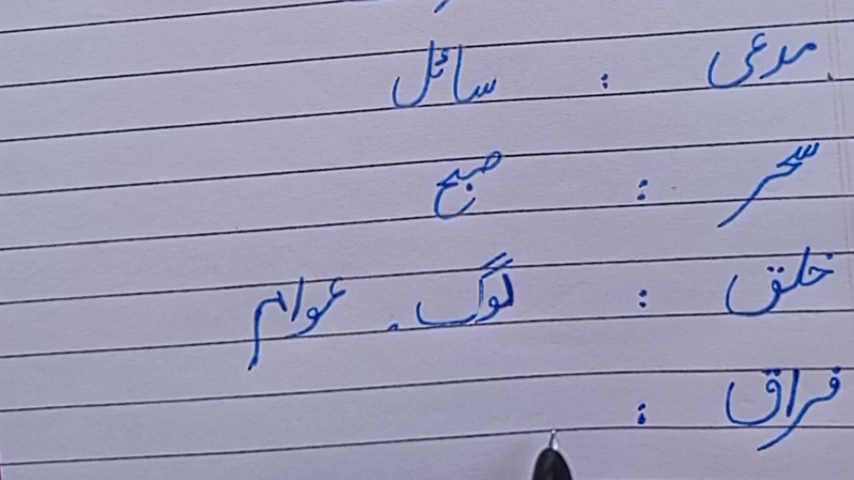 مدعی : سائل
سحر : صبح
خلق : لوگ ۔ عوام
فراق :